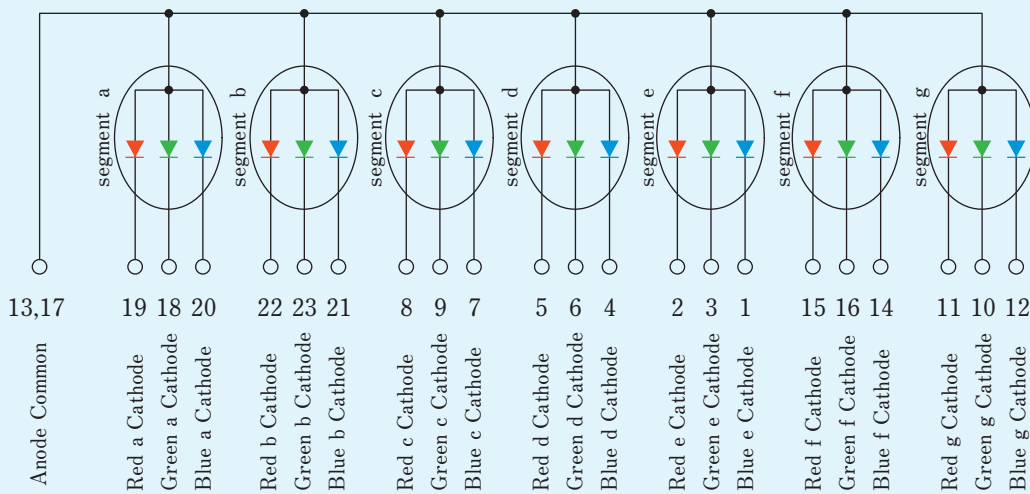 segment a
segment b
segment c
segment d
segment e
segment f
segment g
13,17 19 18 20 22 23 21 8 9 7 5 6 4 2 3 1 15 16 14 11 10 12
Anode Common
Red a Cathode
Green a Cathode
Blue a Cathode
Red b Cathode
Green b Cathode
Blue b Cathode
Red c Cathode
Green c Cathode
Blue c Cathode
Red d Cathode
Green d Cathode
Blue d Cathode
Red e Cathode
Green e Cathode
Blue e Cathode
Red f Cathode
Green f Cathode
Blue f Cathode
Red g Cathode
Green g Cathode
Blue g Cathode